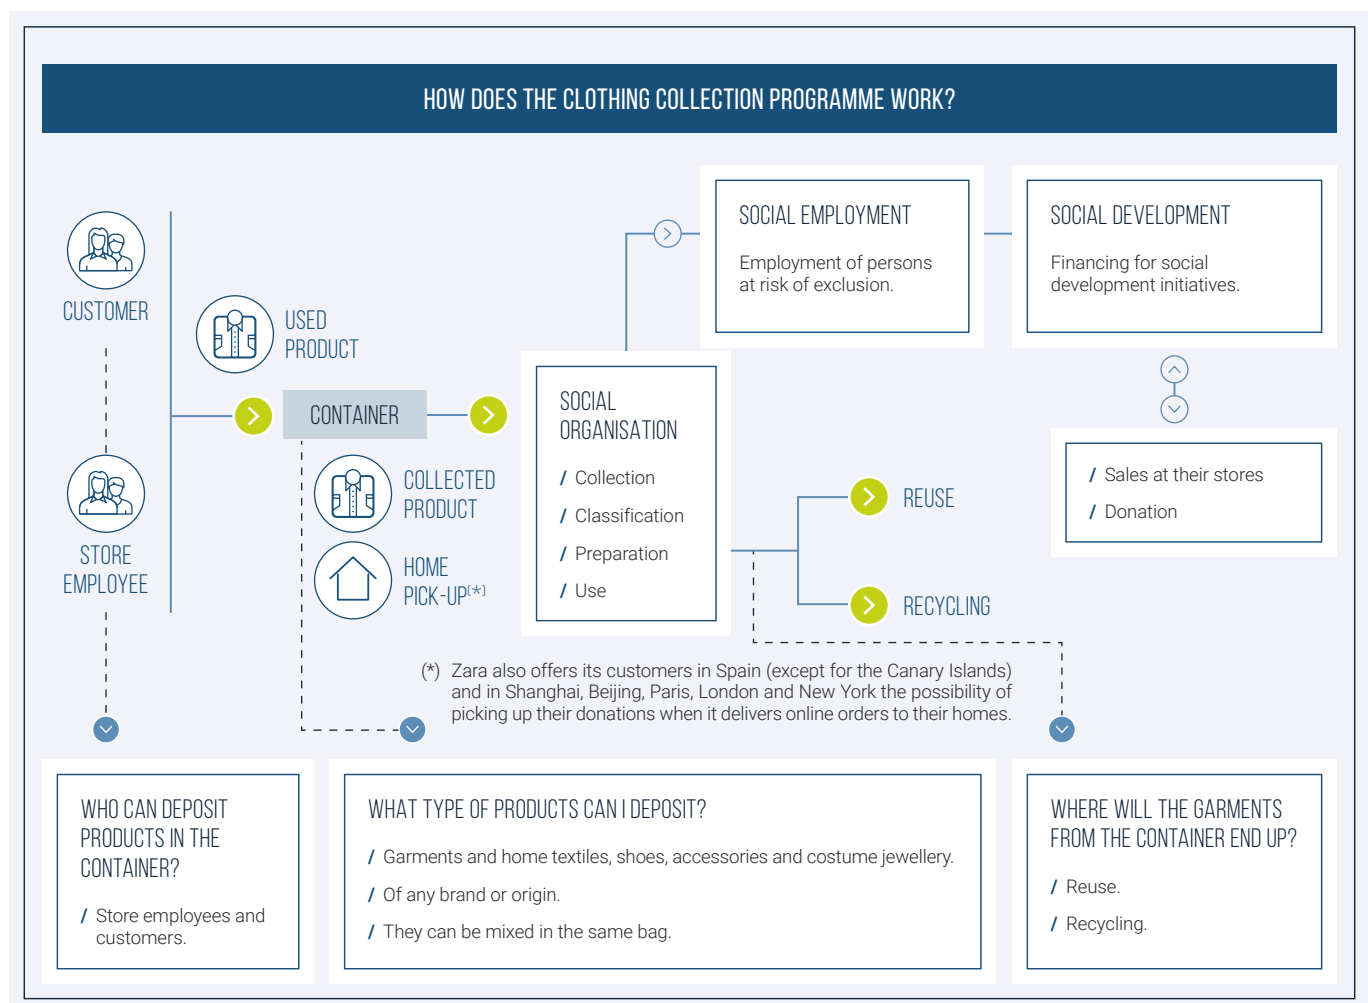 HOW DOES THE CLOTHING COLLECTION PROGRAMME WORK?
CUSTOMER
STORE
EMPLOYEE
USED
PRODUCT
CONTAINER
COLLECTED
PRODUCT
HOME
PICK-UP(*)
SOCIAL
ORGANISATION
/ Collection
/ Classification
/ Preparation
/ Use
SOCIAL EMPLOYMENT
Employment of persons
at risk of exclusion.
SOCIAL DEVELOPMENT
Financing for social
development initiatives.
/ Sales at their stores
/ Donation
REUSE
RECYCLING
(*) Zara also offers its customers in Spain (except for the Canary Islands)
and in Shanghai, Beijing, Paris, London and New York the possibility of
picking up their donations when it delivers online orders to their homes.
WHO CAN DEPOSIT
PRODUCTS IN THE
CONTAINER?
/ Store employees and
customers.
WHAT TYPE OF PRODUCTS CAN I DEPOSIT?
/ Garments and home textiles, shoes, accessories and costume jewellery.
/ Of any brand or origin.
/ They can be mixed in the same bag.
WHERE WILL THE GARMENTS
FROM THE CONTAINER END UP?
/ Reuse.
/ Recycling.